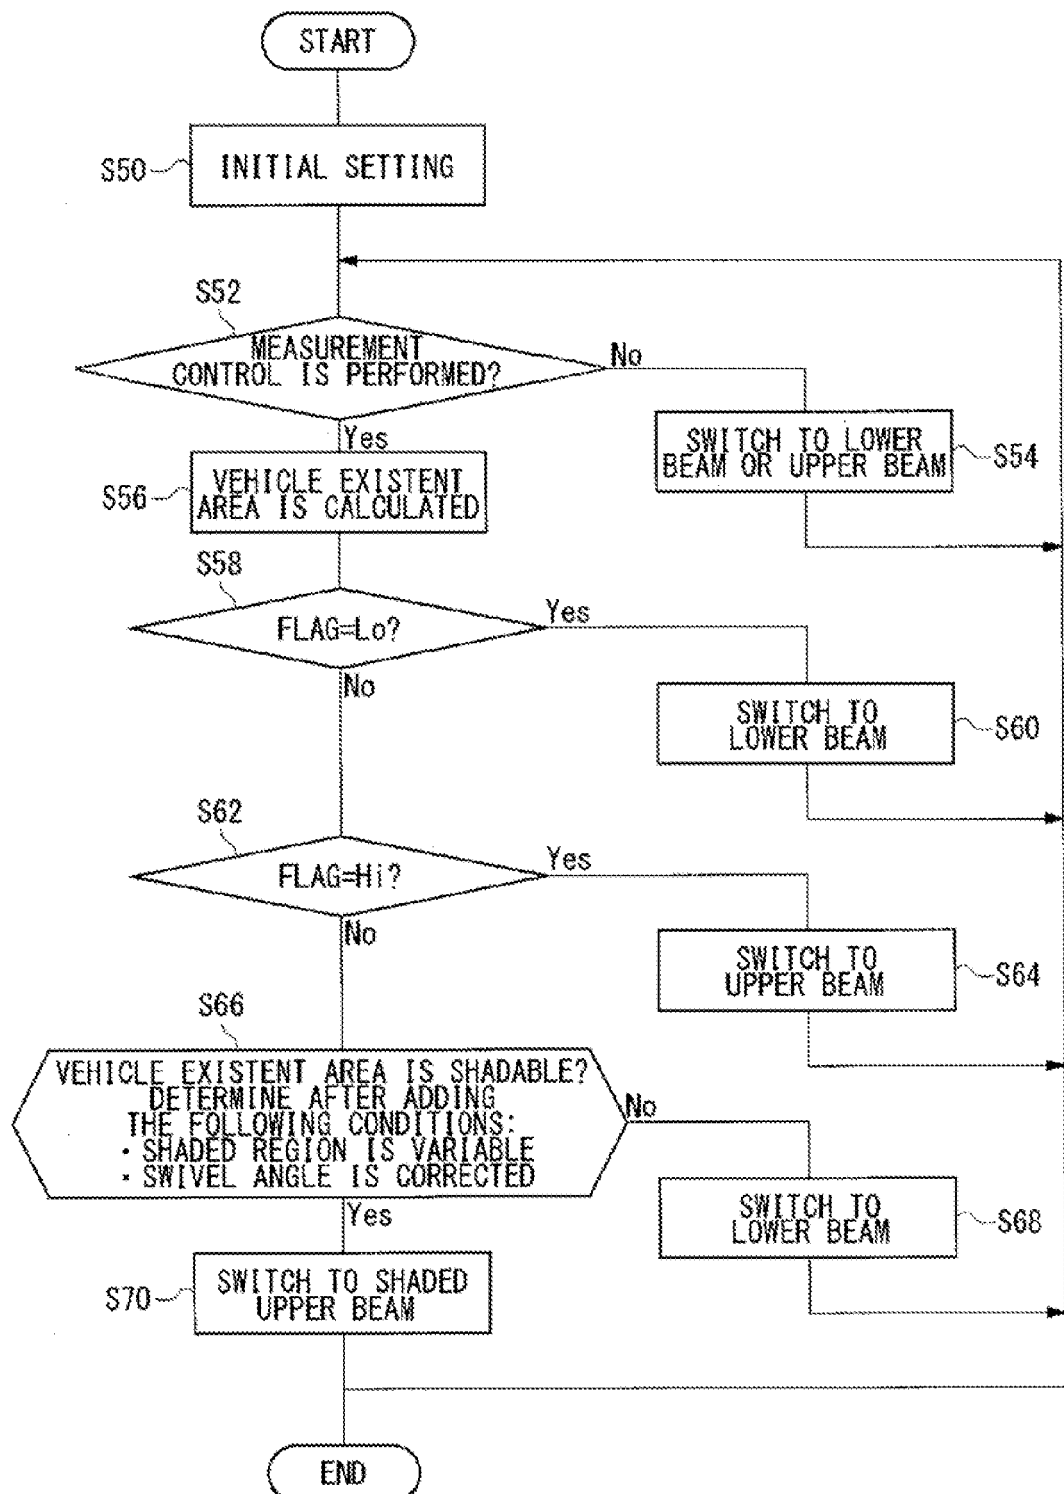 START
S50
INITIAL SETTING
S52
MEASUREMENT
CONTROL IS PERFORMED?
No
Yes
SWITCH TO LOWER
BEAM OR UPPER BEAM
S54
S56
VEHICLE EXISTENT
AREA IS CALCULATED
S58
FLAG=Lo?
Yes
No
SWITCH TO
LOWER BEAM
S60
S62
FLAG=Hi?
Yes
No
SWITCH TO
UPPER BEAM
S64
S66
VEHICLE EXISTENT AREA IS SHADABLE?
DETERMINE AFTER ADDING
THE FOLLOWING CONDITIONS:
・SHADED REGION IS VARIABLE
・SWIVEL ANGLE IS CORRECTED
No
Yes
SWITCH TO
LOWER BEAM
S68
S70
SWITCH TO SHADED
UPPER BEAM
END